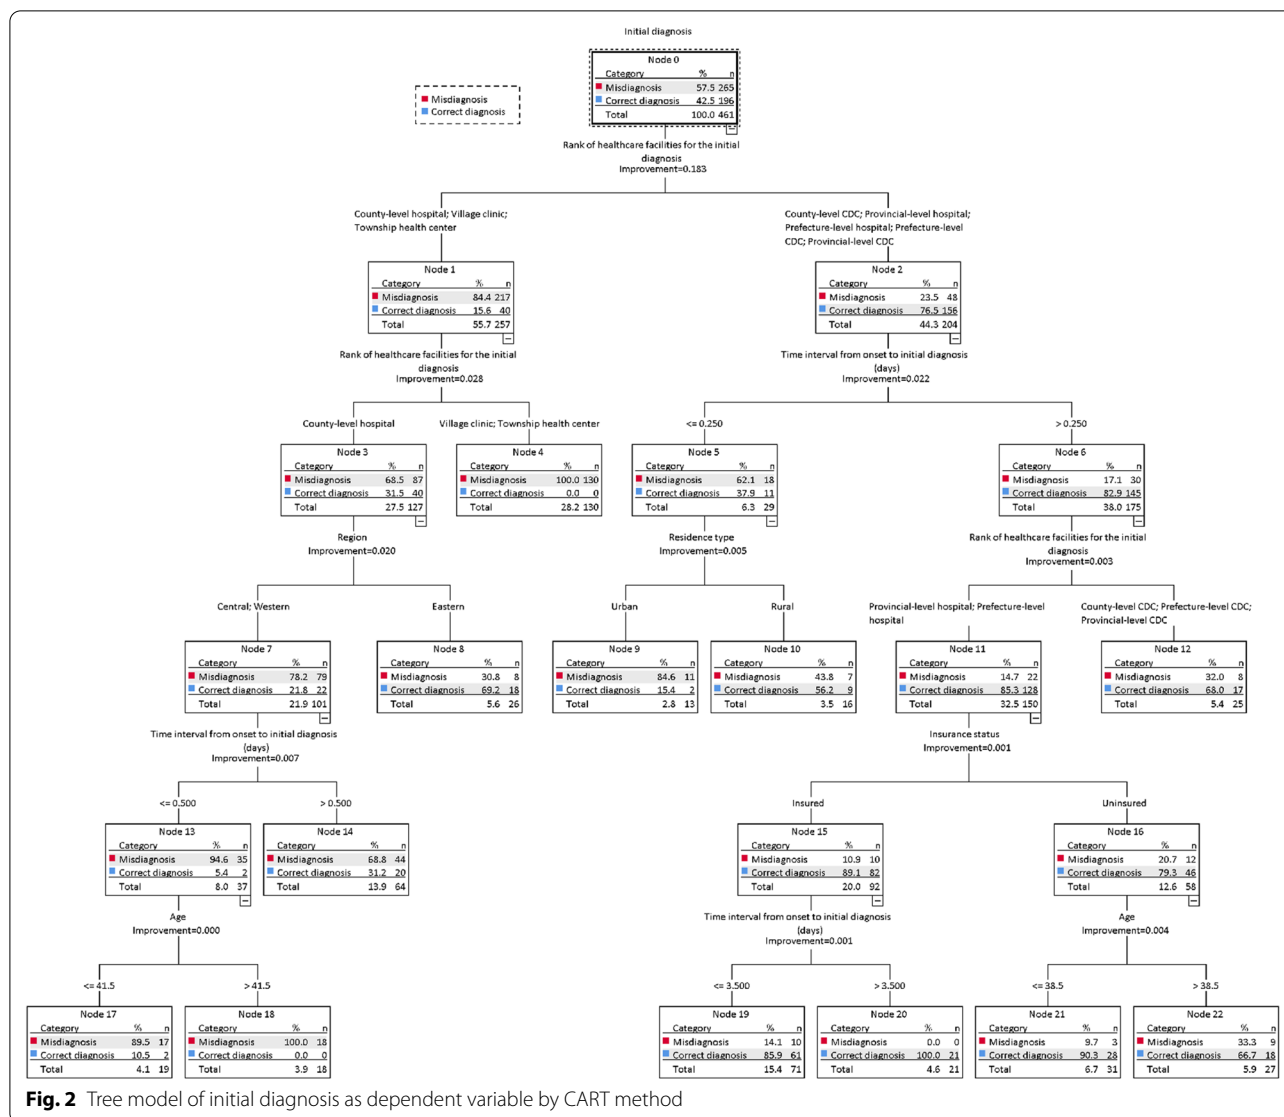 Initial diagnosis
Node 0
Category % n
Misdiagnosis 57.5 265
Correct diagnosis 42.5 196
Total 100.0 461
Misdiagnosis
Correct diagnosis
Rank of healthcare facilities for the initial
diagnosis
Improvement=0.183
County-level hospital; Village clinic;
Township health center
County-level CDC; Provincial-level hospital;
Prefecture-level hospital; Prefecture-level
CDC; Provincial-level CDC
Node 1
Category % n
Misdiagnosis 84.4 217
Correct diagnosis 15.6 40
Total 55.7 257
Node 2
Category % n
Misdiagnosis 23.5 48
Correct diagnosis 76.5 156
Total 44.3 204
Rank of healthcare facilities for the initial
diagnosis
Improvement=0.028
Time interval from onset to initial diagnosis
(days)
Improvement=0.022
County-level hospital
Village clinic; Township health center
<= 0.250
> 0.250
Node 3
Category % n
Misdiagnosis 68.5 87
Correct diagnosis 31.5 40
Total 27.5 127
Node 4
Category % n
Misdiagnosis 100.0 130
Correct diagnosis 0.0 0
Total 28.2 130
Node 5
Category % n
Misdiagnosis 62.1 18
Correct diagnosis 37.9 11
Total 6.3 29
Node 6
Category % n
Misdiagnosis 17.1 30
Correct diagnosis 82.9 145
Total 38.0 175
Region
Improvement=0.020
Residence type
Improvement=0.005
Rank of healthcare facilities for the initial
diagnosis
Improvement=0.003
Central; Western
Eastern
Urban
Rural
Provincial-level hospital; Prefecture-level
hospital
County-level CDC; Prefecture-level CDC;
Provincial-level CDC
Node 7
Category % n
Misdiagnosis 78.2 79
Correct diagnosis 21.8 22
Total 21.9 101
Node 8
Category % n
Misdiagnosis 30.8 8
Correct diagnosis 69.2 18
Total 5.6 26
Node 9
Category % n
Misdiagnosis 84.6 11
Correct diagnosis 15.4 2
Total 2.8 13
Node 10
Category % n
Misdiagnosis 43.8 7
Correct diagnosis 56.2 9
Total 3.5 16
Node 11
Category % n
Misdiagnosis 14.7 22
Correct diagnosis 85.3 128
Total 32.5 150
Node 12
Category % n
Misdiagnosis 32.0 8
Correct diagnosis 68.0 17
Total 5.4 25
Time interval from onset to initial diagnosis
(days)
Improvement=0.007
Insurance status
Improvement=0.001
<= 0.500
> 0.500
Insured
Uninsured
Node 13
Category % n
Misdiagnosis 94.6 35
Correct diagnosis 5.4 2
Total 8.0 37
Node 14
Category % n
Misdiagnosis 68.8 44
Correct diagnosis 31.2 20
Total 13.9 64
Node 15
Category % n
Misdiagnosis 10.9 10
Correct diagnosis 89.1 82
Total 20.0 92
Node 16
Category % n
Misdiagnosis 20.7 12
Correct diagnosis 79.3 46
Total 12.6 58
Age
Improvement=0.000
Time interval from onset to initial diagnosis
(days)
Improvement=0.001
Age
Improvement=0.004
<= 41.5
> 41.5
<= 3.500
> 3.500
<= 38.5
> 38.5
Node 17
Category % n
Misdiagnosis 89.5 17
Correct diagnosis 10.5 2
Total 4.1 19
Node 18
Category % n
Misdiagnosis 100.0 18
Correct diagnosis 0.0 0
Total 3.9 18
Node 19
Category % n
Misdiagnosis 14.1 10
Correct diagnosis 85.9 61
Total 15.4 71
Node 20
Category % n
Misdiagnosis 0.0 0
Correct diagnosis 100.0 21
Total 4.6 21
Node 21
Category % n
Misdiagnosis 9.7 3
Correct diagnosis 90.3 28
Total 6.7 31
Node 22
Category % n
Misdiagnosis 33.3 9
Correct diagnosis 66.7 18
Total 5.9 27
Fig. 2 Tree model of initial diagnosis as dependent variable by CART method